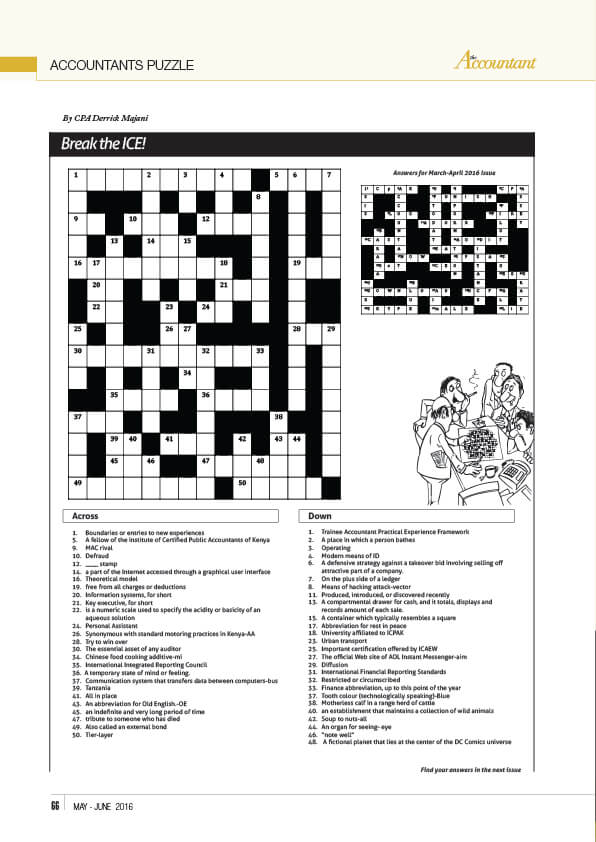 ACCOUNTANTS PUZZLE
the Accountant
By CPA Derrick Majani
Break the ICE!
Answers for March-April 2016 Issue
1 2 3 4 5 6 7
8
9 10 12
13 14 15
16 17 18 19
20 21
22 23 24
25 26 27 28 29
30 31 32 33
34
35 36
37 38
39 40 41 42 43 44
45 46 47 48
49 50
Across
1. Boundaries or entries to new experiences
5. A fellow of the Institute of Certified Public Accountants of Kenya
9. MAC rival
10. Defraud
12. ____ stamp
14. a part of the Internet accessed through a graphical user interface
16. Theoretical model
19. free from all charges or deductions
20. Information systems, for short
21. Key executive, for short
22. is a numeric scale used to specify the acidity or basicity of an
aqueous solution
24. Personal Assistant
26. Synonymous with standard motoring practices in Kenya-AA
28. Try to win over
30. The essential asset of any auditor
34. Chinese food cooking additive-mi
35. International Integrated Reporting Council
36. A temporary state of mind or feeling.
37. Communication system that transfers data between computers-bus
39. Tanzania
41. All in place
43. An abbreviation for Old English.-OE
45. an indefinite and very long period of time
47. tribute to someone who has died
49. Also called an external bond
50. Tier-layer
Down
1. Trainee Accountant Practical Experience Framework
2. A place in which a person bathes
3. Operating
4. Modern means of ID
6. A defensive strategy against a takeover bid involving selling off
attractive part of a company.
7. On the plus side of a ledger
8. Means of hacking attack-vector
11. Produced, introduced, or discovered recently
13. A compartmental drawer for cash, and it totals, displays and
records amount of each sale.
15. A container which typically resembles a square
17. Abbreviation for rest in peace
18. University affiliated to ICPAK
23. Urban transport
25. Important certification offered by ICAEW
27. The official Web site of AOL Instant Messenger-aim
29. Diffusion
31. International Financial Reporting Standards
32. Restricted or circumscribed
33. Finance abbreviation, up to this point of the year
37. Tooth colour (technologically speaking)-Blue
38. Motherless calf in a range herd of cattle
40. an establishment that maintains a collection of wild animals
42. Soup to nuts-all
44. An organ for seeing- eye
46. "note well"
48. A fictional planet that lies at the center of the DC Comics universe
Find your answers in the next issue
66 MAY - JUNE 2016